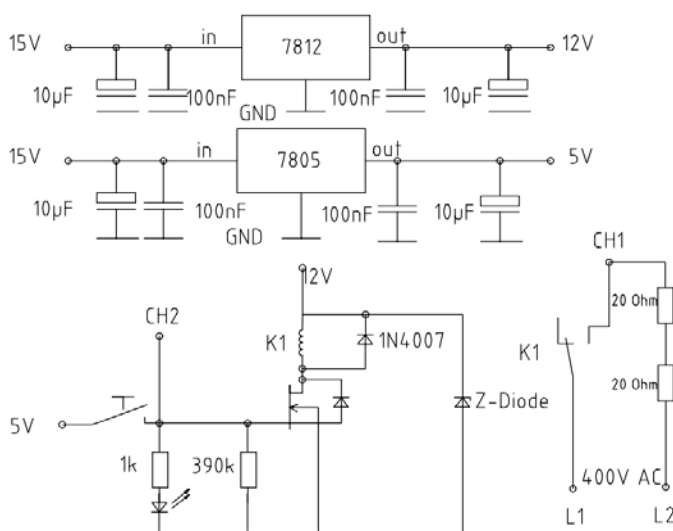 15V in 7812 out 12V
10µF 100nF GND 100nF 10µF
15V in 7805 out 5V
10µF 100nF GND 100nF 10µF
CH1
12V
CH2
20 Ohm
K1 1N4007
K1
20 Ohm
5V
Z-Diode
1k 390k
400V AC
L1 L2